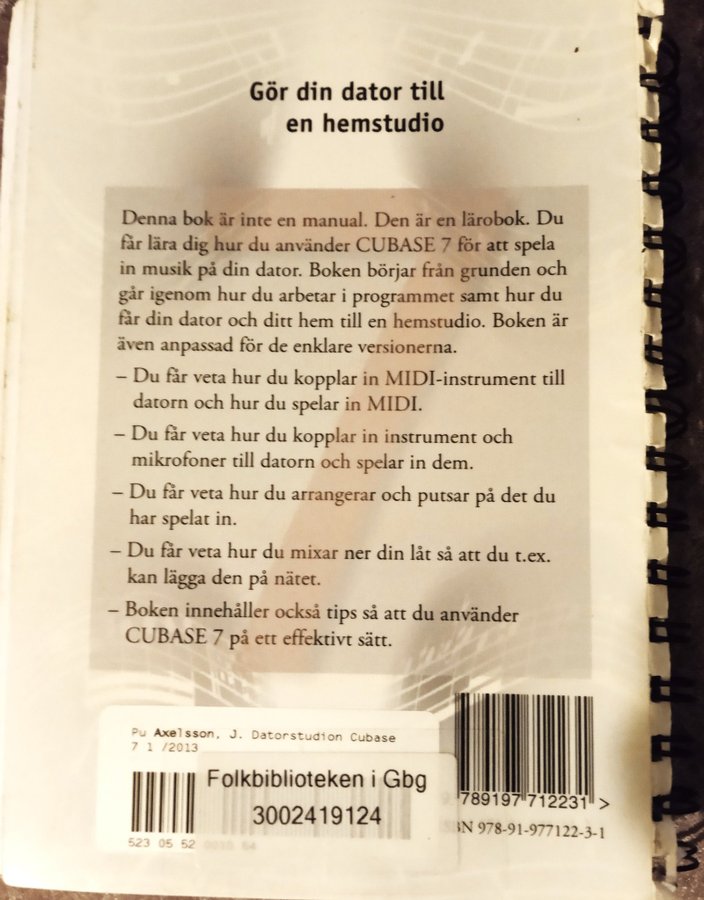 Gör din dator till
en hemstudio
Denna bok är inte en manual. Den är en lärobok. Du
får lära dig hur du använder CUBASE 7 för att spela
in musik på din dator. Boken börjar från grunden och
går igenom hur du arbetar i programmet samt hur du
får din dator och ditt hem till en hemstudio. Boken är
även anpassad för de enklare versionerna.
– Du får veta hur du kopplar in MIDI-instrument till
datorn och hur du spelar in MIDI.
– Du får veta hur du kopplar in instrument och
mikrofoner till datorn och spelar in dem.
– Du får veta hur du arrangerar och putsar på det du
har spelat in.
– Du får veta hur du mixar ner din låt så att du t.ex.
kan lägga den på nätet.
– Boken innehåller också tips så att du använder
CUBASE 7 på ett effektivt sätt.
Pu Axelsson, J. Datorstudion Cubase
7 1 /2013
Folkbiblioteken i Gbg
3002419124
523 05 52
789197 712231 >
BN 978-91-977122-3-1